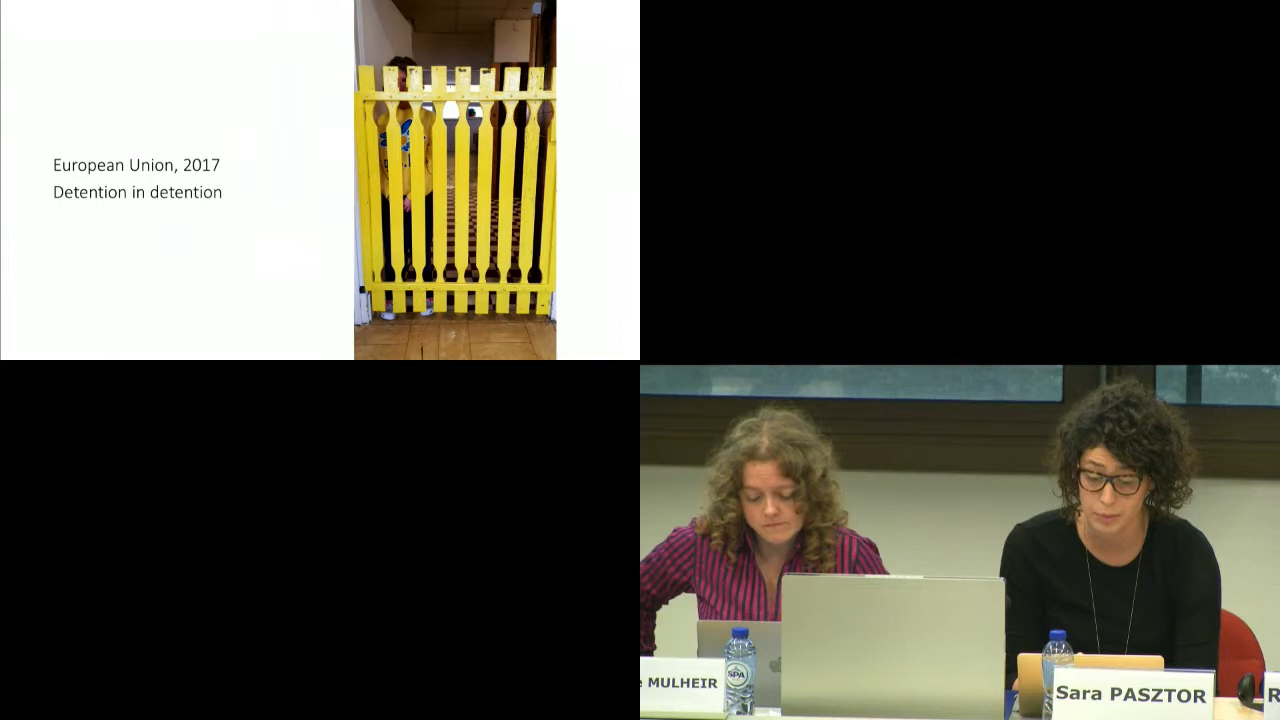 European Union, 2017
Detention in detention
SPA
MULHEIR
Sara PASZTOR
R